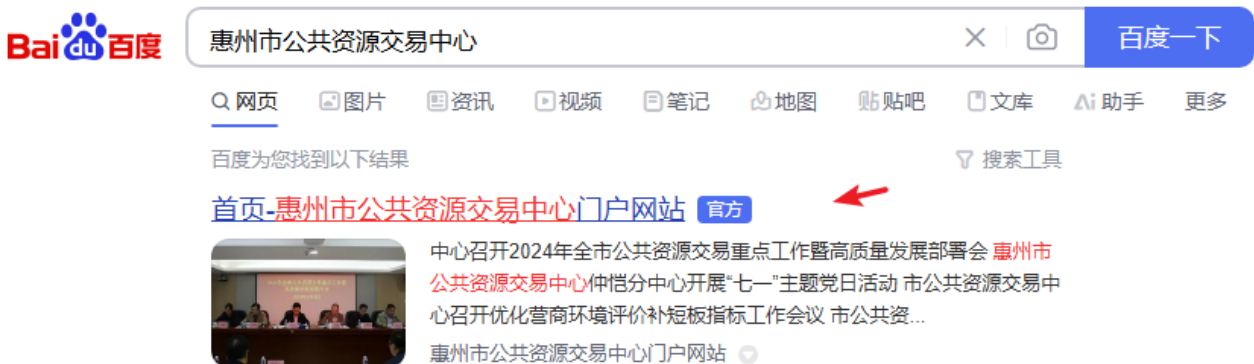 Bai du 百度 惠州市公共资源交易中心 百度一下
网页 图片 资讯 视频 笔记 地图 贴 贴吧 文库 Ai 助手 更多
百度为您找到以下结果 搜索工具
首页-惠州市公共资源交易中心门户网站 官方
中心召开2024年全市公共资源交易重点工作暨高质量发展部署会 惠州市
公共资源交易中心仲恺分中心开展“七一”主题党日活动 市公共资源交易中
心召开优化营商环境评价补短板指标工作会议 市公共资...
惠州市公共资源交易中心门户网站